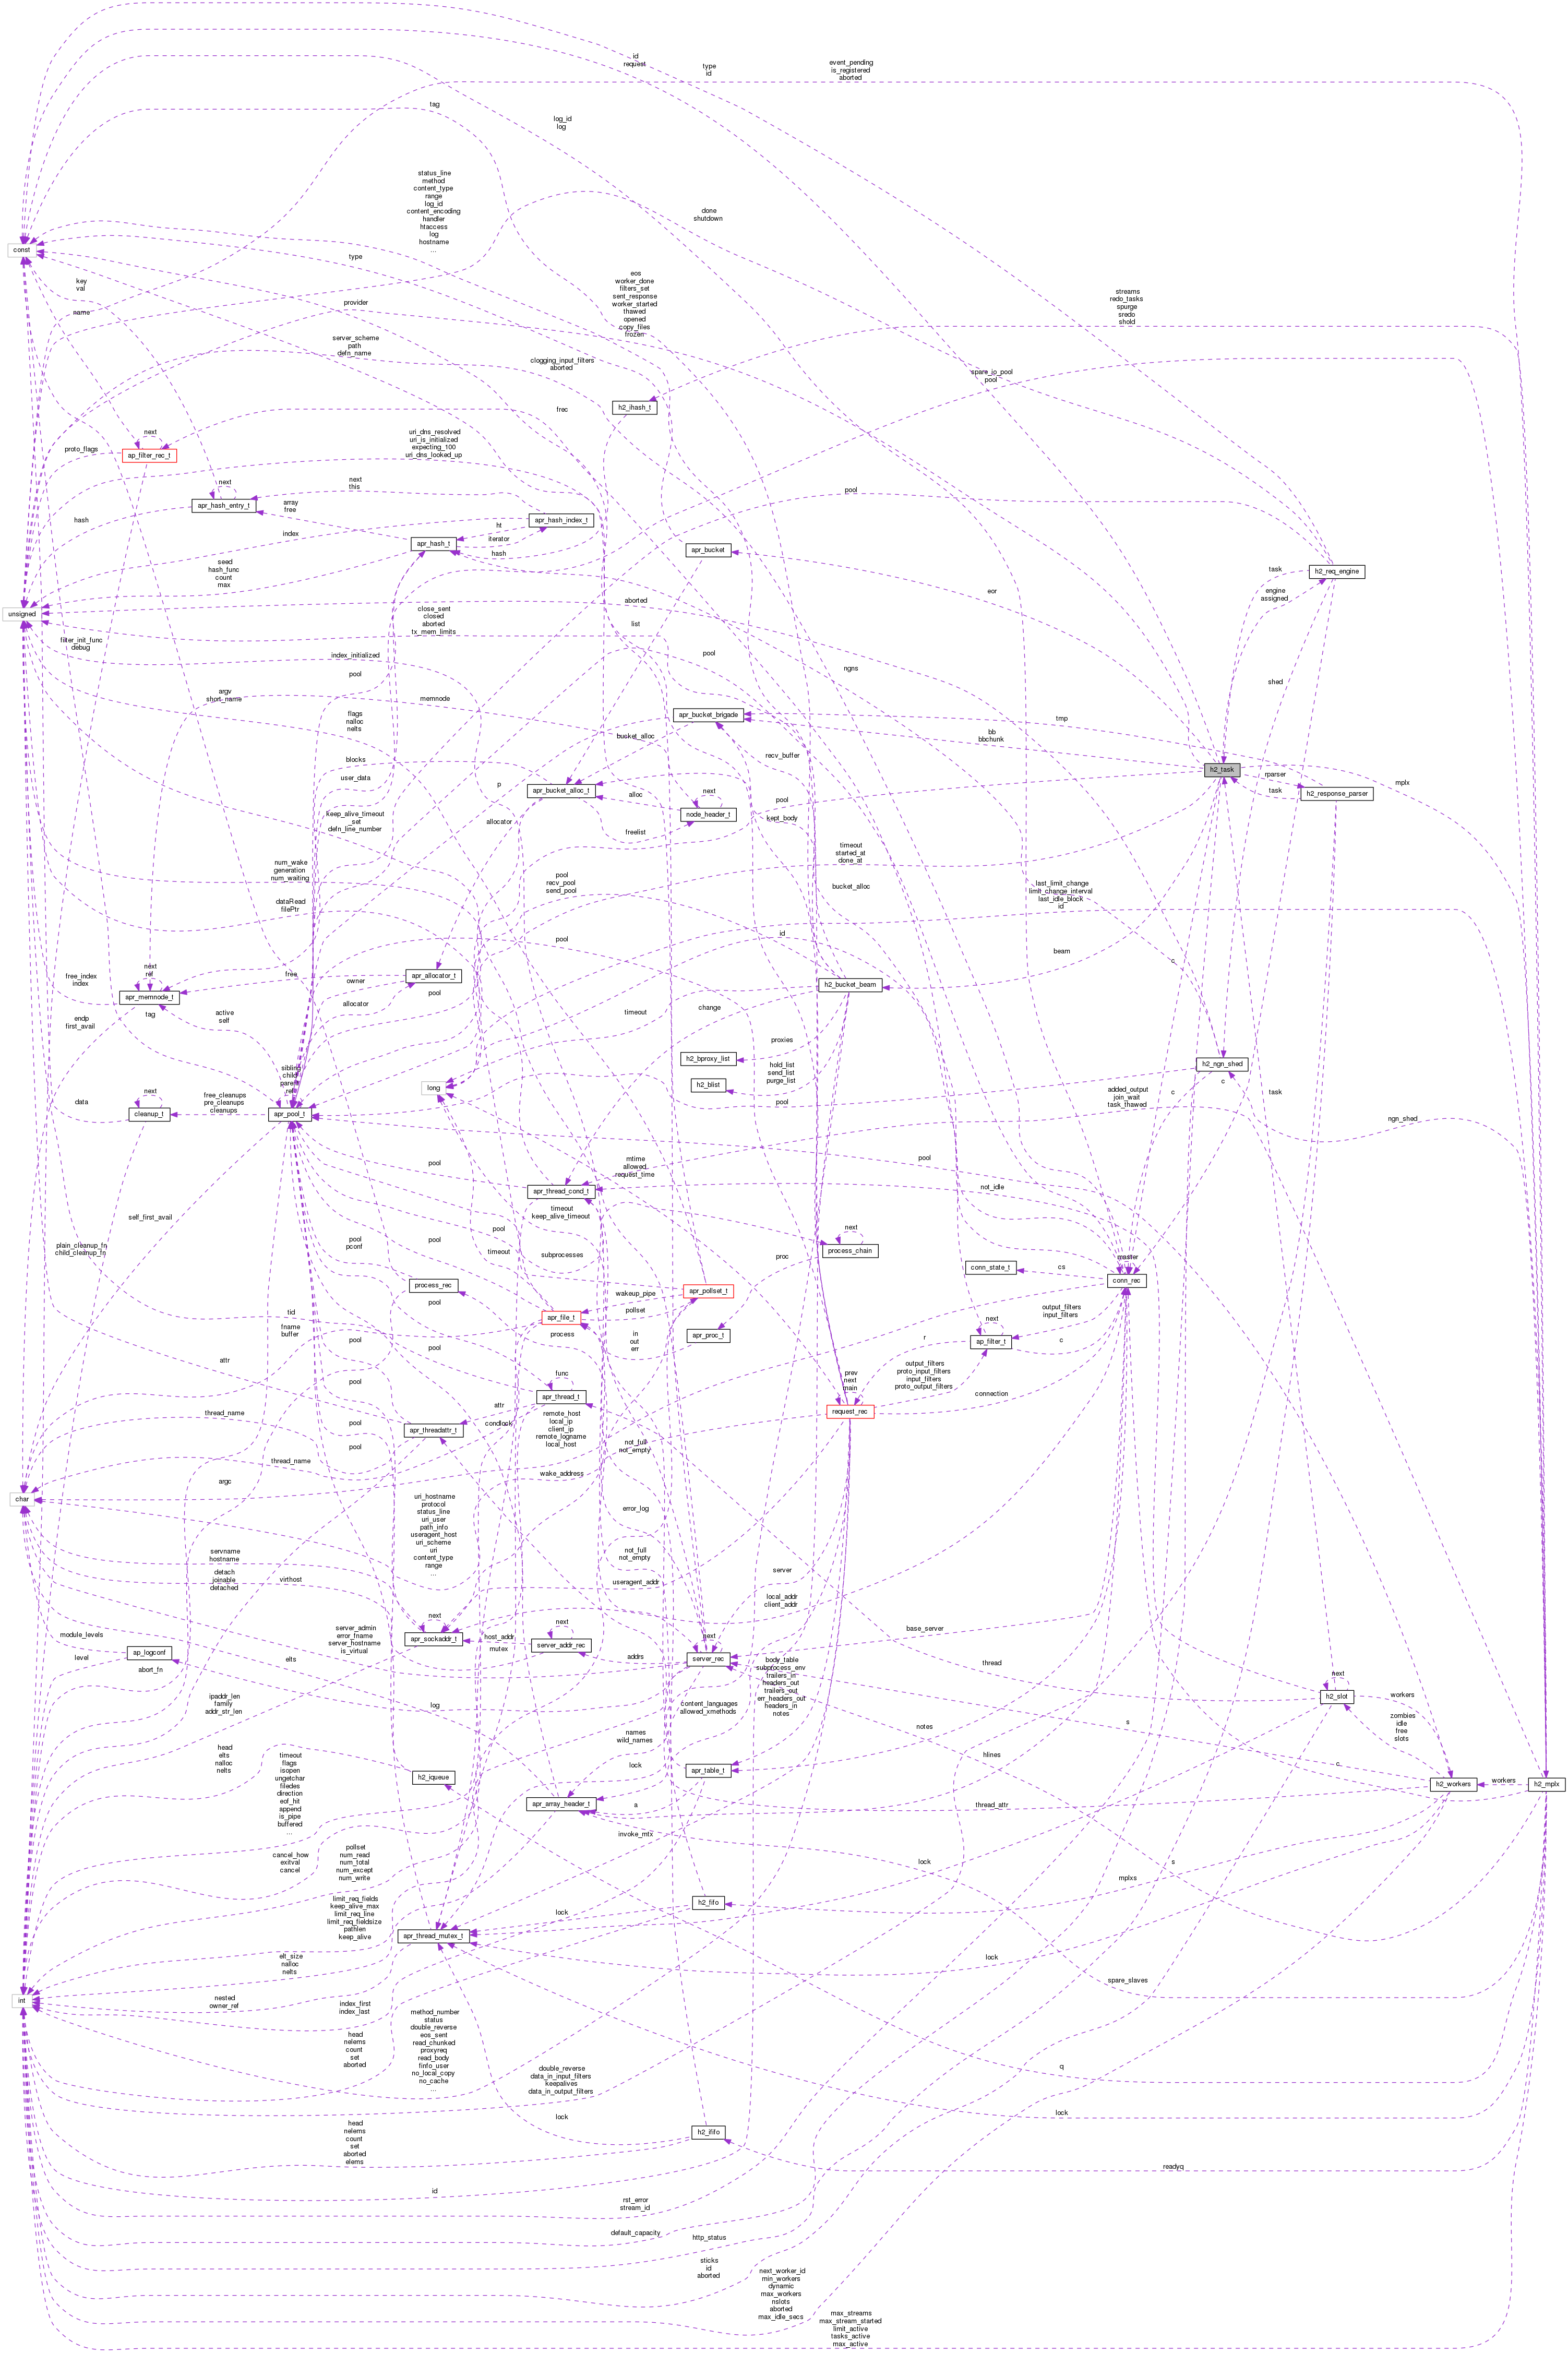 id
request
type
id
event_pending
is_registered
aborted
tag
log_id
log
status_line
method
content_type
range
log_id
content_encoding
handler
htaccess
log
hostname
...
done
shutdown
const
type
key
val
eos
worker_done
filters_set
sent_response
worker_started
thawed
opened
copy_files
frozen
streams
redo_tasks
spurge
sredo
shold
name
provider
server_scheme
path
defn_name
clogging_input_filters
aborted
spare_io_pool
pool
h2_ihash_t
frec
next
ap_filter_rec_t
proto_flags
uri_dns_resolved
uri_is_initialized
expecting_100
uri_dns_looked_up
next
apr_hash_entry_t
array
free
next
this
pool
hash
index
apr_hash_index_t
ht
iterator
apr_hash_t
hash
apr_bucket
task
h2_req_engine
seed
hash_func
count
max
eor
engine
assigned
unsigned
close_sent
closed
aborted
tx_mem_limits
aborted
list
shed
filter_init_func
debug
index_initialized
pool
pool
ngns
argv
short_name
memnode
flags
nalloc
nelts
apr_bucket_brigade
tmp
bb
bbchunk
bucket_alloc
recv_buffer
blocks
h2_task
rparser
mplx
user_data
p
apr_bucket_alloc_t
next
task
h2_response_parser
alloc
node_header_t
pool
keep_alive_timeout
set
defn_line_number
allocator
freelist
kept_body
timeout
started_at
done_at
num_wake
generation
num_waiting
pool
recv_pool
send_pool
bucket_alloc
last_limit_change
limit_change_interval
last_idle_block
id
dataRead
filePtr
id
pool
beam
c
next
ref
free
apr_allocator_t
free_index
index
apr_memnode_t
owner
pool
h2_bucket_beam
allocator
change
endp
first_avail
tag
active
self
timeout
proxies
h2_bproxy_list
sibling
child
parent
ref
long
hold_list
send_list
purge_list
h2_blist
h2_ngn_shed
c
task
next
data
cleanup_t
free_cleanups
pre_cleanups
cleanups
apr_pool_t
pool
added_output
join_wait
task_thawed
c
ngn_shed
mtime
allowed
request_time
pool
pool
apr_thread_cond_t
not_idle
self_first_avail
timeout
keep_alive_timeout
pool
next
process_chain
plain_cleanup_fn
child_cleanup_fn
pool
pconf
pool
subprocesses
timeout
proc
master
conn_state_t
cs
conn_rec
process_rec
apr_pollset_t
wakeup_pipe
tid
pool
apr_file_t
pollset
output_filters
input_filters
fname
buffer
process
in
out
err
apr_proc_t
next
r
ap_filter_t
c
pool
pool
attr
func
output_filters
proto_input_filters
input_filters
proto_output_filters
prev
next
main
pool
apr_thread_t
attr
connection
request_rec
thread_name
remote_host
local_ip
client_ip
remote_logname
local_host
condlock
apr_threadattr_t
pool
not_full
not_empty
pool
thread_name
argc
wake_address
char
uri_hostname
protocol
status_line
uri_user
path_info
useragent_host
uri_scheme
uri
content_type
range
...
error_log
servname
hostname
not_full
not_empty
server
detach
joinable
detached
virthost
useragent_addr
local_addr
client_addr
next
next
server_admin
error_fname
server_hostname
is_virtual
apr_sockaddr_t
host_addr
server_addr_rec
next
base_server
module_levels
ap_logconf
mutex
addrs
server_rec
level
abort_fn
elts
body_table
subprocess_env
trailers_in
headers_out
trailers_out
err_headers_out
headers_in
notes
thread
next
h2_slot
workers
ipaddr_len
family
addr_str_len
log
content_languages
allowed_xmethods
s
zombies
idle
free
slots
notes
hlines
names
wild_names
head
elts
nalloc
nelts
timeout
flags
isopen
ungetchar
filedes
direction
eof_hit
append
is_pipe
buffered
...
lock
c
h2_iqueue
apr_table_t
h2_workers
workers
h2_mplx
apr_array_header_t
a
thread_attr
invoke_mtx
cancel_how
exitval
cancel
pollset
num_read
num_total
num_except
num_write
lock
s
mplxs
h2_fifo
limit_req_fields
keep_alive_max
limit_req_line
limit_req_fieldsize
pathlen
keep_alive
lock
apr_thread_mutex_t
elt_size
nalloc
nelts
lock
spare_slaves
int
nested
owner_ref
index_first
index_last
method_number
status
double_reverse
eos_sent
read_chunked
proxyreq
read_body
finfo_user
no_local_copy
no_cache
...
head
nelems
count
set
aborted
double_reverse
data_in_input_filters
keepalives
data_in_output_filters
q
lock
lock
h2_ififo
head
nelems
count
set
aborted
elems
readyq
id
rst_error
stream_id
default_capacity
http_status
sticks
id
aborted
next_worker_id
min_workers
dynamic
max_workers
nslots
aborted
max_idle_secs
max_streams
max_stream_started
limit_active
tasks_active
max_active